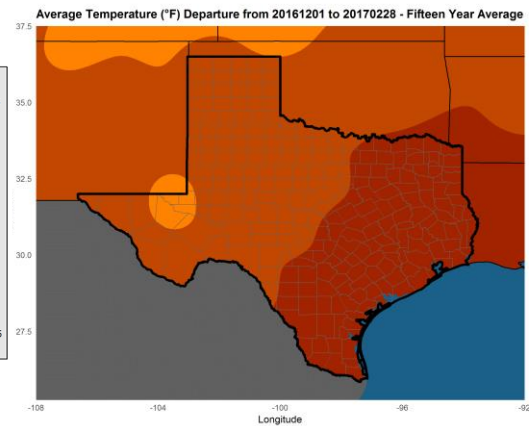 Average Temperature (°F) Departure from 20161201 to 20170228 - Fifteen Year Average
37.5
35.0
32.5
30.0
27.5
-108 -104 -100 -96 -92
Longitude